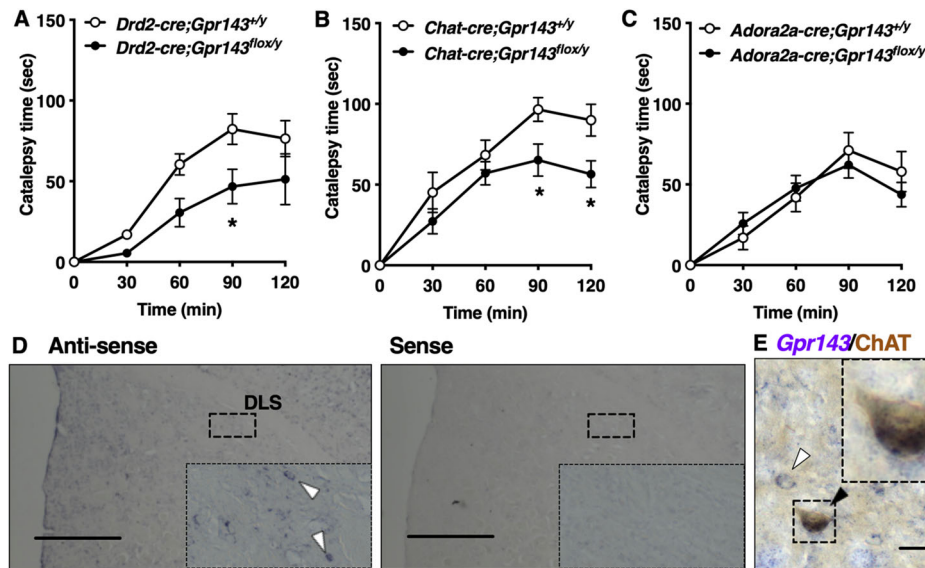 A
Drd2-cre;Gpr143+/y
Drd2-cre;Gpr143flox/y
Catalepsy time (sec)
150
100
50
0
*
0 30 60 90 120
Time (min)
B
Chat-cre;Gpr143+/y
Chat-cre;Gpr143flox/y
Catalepsy time (sec)
150
100
50
0
* *
0 30 60 90 120
Time (min)
C
Adora2a-cre;Gpr143+/y
Adora2a-cre;Gpr143flox/y
Catalepsy time (sec)
150
100
50
0
0 30 60 90 120
Time (min)
D Anti-sense
DLS
Sense
E Gpr143/ChAT